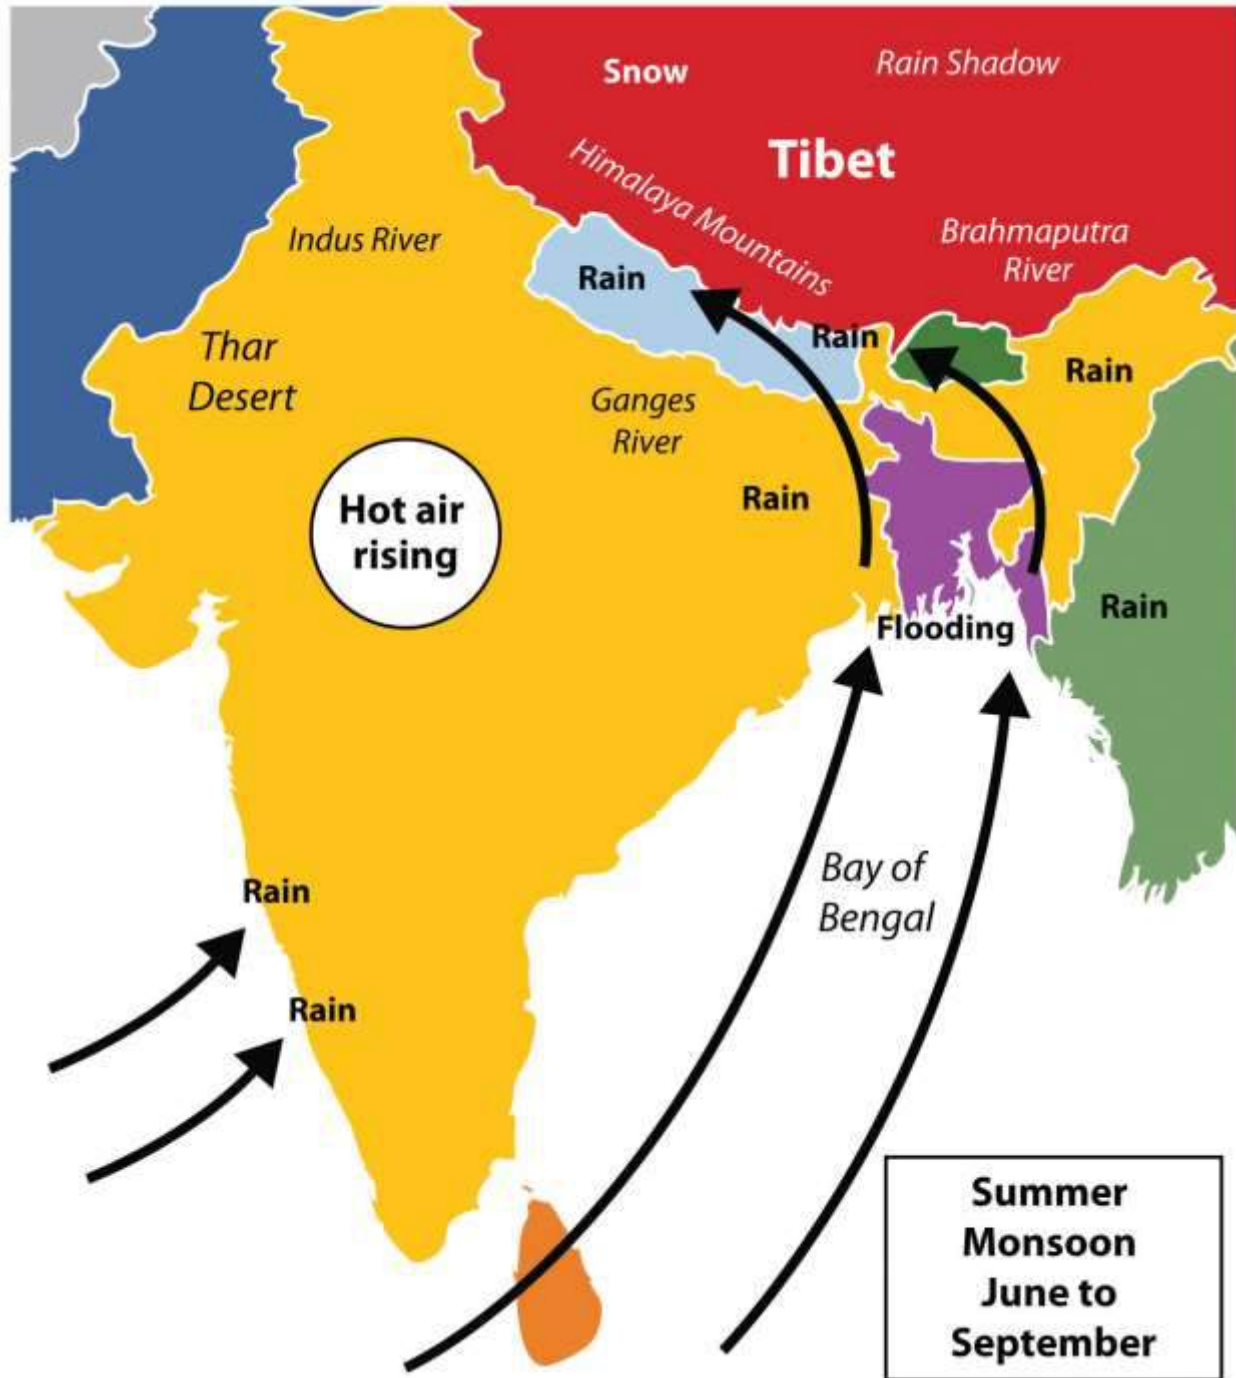 Snow
Rain Shadow
Tibet
Himalaya Mountains
Brahmaputra
River
Indus River
Rain
Rain
Rain
Thar
Desert
Ganges
River
Hot air
rising
Rain
Rain
Flooding
Bay of
Bengal
Rain
Rain
Summer
Monsoon
June to
September